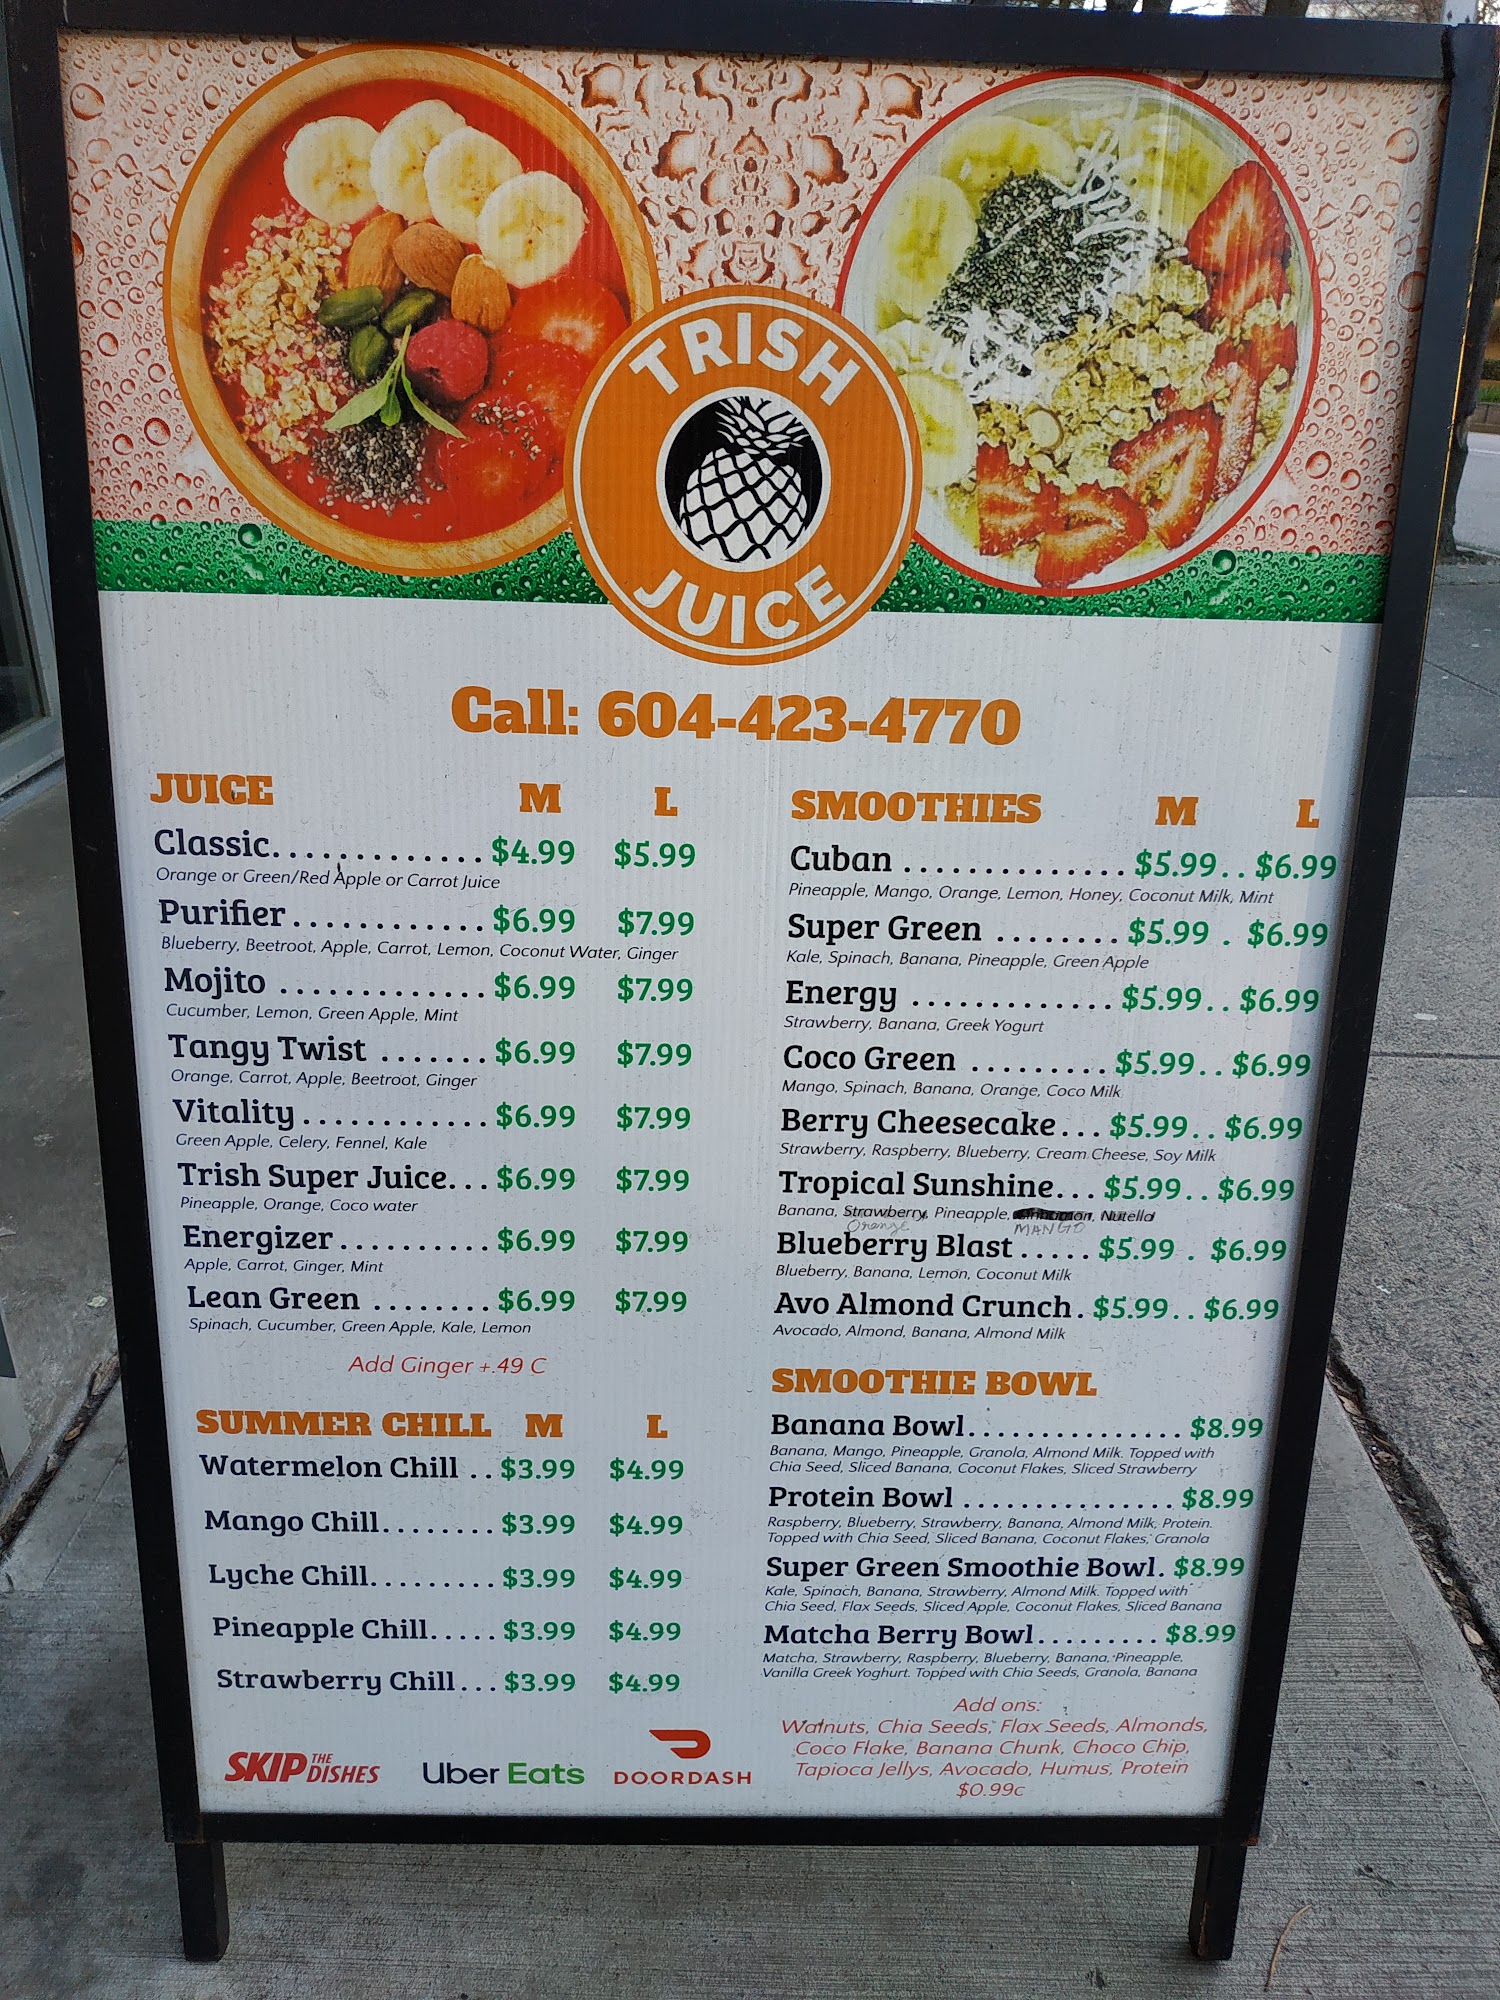 TRISH
JUICE
Call: 604-423-4770
JUICE M L
Classic.............$4.99 $5.99
Orange or Green/Red Apple or Carrot Juice
Purifier............$6.99 $7.99
Blueberry, Beetroot, Apple, Carrot, Lemon, Coconut Water, Ginger
Mojito .............$6.99 $7.99
Cucumber, Lemon, Green Apple, Mint
Tangy Twist .......$6.99 $7.99
Orange, Carrot, Apple, Beetroot, Ginger
Vitality.............$6.99 $7.99
Green Apple, Celery, Fennel, Kale
Trish Super Juice...$6.99 $7.99
Pineapple, Orange, Coco water
Energizer..........$6.99 $7.99
Apple, Carrot, Ginger, Mint
Lean Green ........$6.99 $7.99
Spinach, Cucumber, Green Apple, Kale, Lemon
Add Ginger +.49 C
SUMMER CHILL M L
Watermelon Chill ..$3.99 $4.99
Mango Chill........$3.99 $4.99
Lyche Chill.........$3.99 $4.99
Pineapple Chill.....$3.99 $4.99
Strawberry Chill...$3.99 $4.99
SKIP THE DISHES
Uber Eats
DOORDASH
SMOOTHIES M L
Cuban ...............$5.99..$6.99
Pineapple, Mango, Orange, Lemon, Honey, Coconut Milk, Mint
Super Green ........$5.99 . $6.99
Kale, Spinach, Banana, Pineapple, Green Apple
Energy .............$5.99..$6.99
Strawberry, Banana, Greek Yogurt
Coco Green .........$5.99..$6.99
Mango, Spinach, Banana, Orange, Coco Milk
Berry Cheesecake...$5.99..$6.99
Strawberry, Raspberry, Blueberry, Cream Cheese, Soy Milk
Tropical Sunshine...$5.99..$6.99
Banana, Strawberry, Pineapple, Cinnamon, Nutella
Orange MANGO
Blueberry Blast.....$5.99 . $6.99
Blueberry, Banana, Lemon, Coconut Milk
Avo Almond Crunch.$5.99..$6.99
Avocado, Almond, Banana, Almond Milk
SMOOTHIE BOWL
Banana Bowl...............$8.99
Banana, Mango, Pineapple, Granola, Almond Milk. Topped with
Chia Seed, Sliced Banana, Coconut Flakes, Sliced Strawberry
Protein Bowl ...............$8.99
Raspberry, Blueberry, Strawberry, Banana, Almond Milk, Protein.
Topped with Chia Seed, Sliced Banana, Coconut Flakes, Granola
Super Green Smoothie Bowl.$8.99
Kale, Spinach, Banana, Strawberry, Almond Milk. Topped with
Chia Seed, Flax Seeds, Sliced Apple, Coconut Flakes, Sliced Banana
Matcha Berry Bowl.........$8.99
Matcha, Strawberry, Raspberry, Blueberry, Banana, Pineapple,
Vanilla Greek Yoghurt. Topped with Chia Seeds, Granola, Banana
Add ons:
Walnuts, Chia Seeds, Flax Seeds, Almonds,
Coco Flake, Banana Chunk, Choco Chip,
Tapioca Jellys, Avocado, Humus, Protein
$0.99c